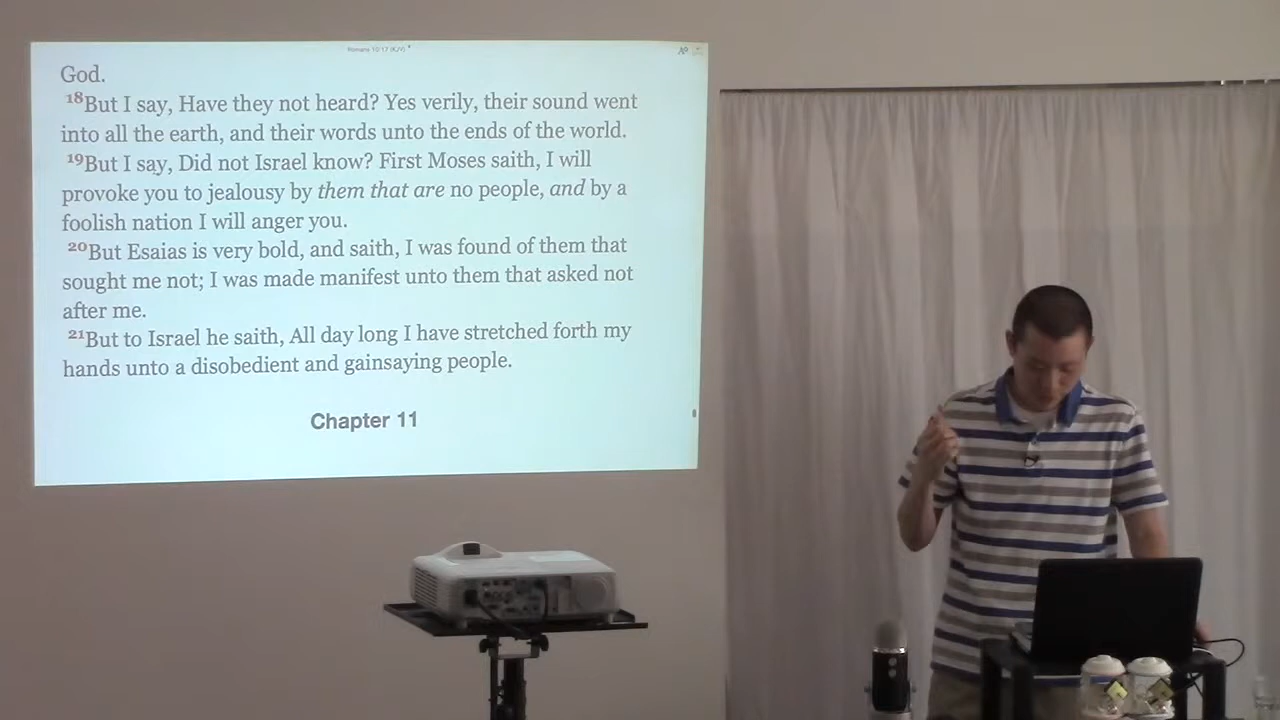 Romans 10:17 (KJV)
God.
18But I say, Have they not heard? Yes verily, their sound went
into all the earth, and their words unto the ends of the world.
19But I say, Did not Israel know? First Moses saith, I will
provoke you to jealousy by them that are no people, and by a
foolish nation I will anger you.
20But Esaias is very bold, and saith, I was found of them that
sought me not; I was made manifest unto them that asked not
after me.
21But to Israel he saith, All day long I have stretched forth my
hands unto a disobedient and gainsaying people.
Chapter 11